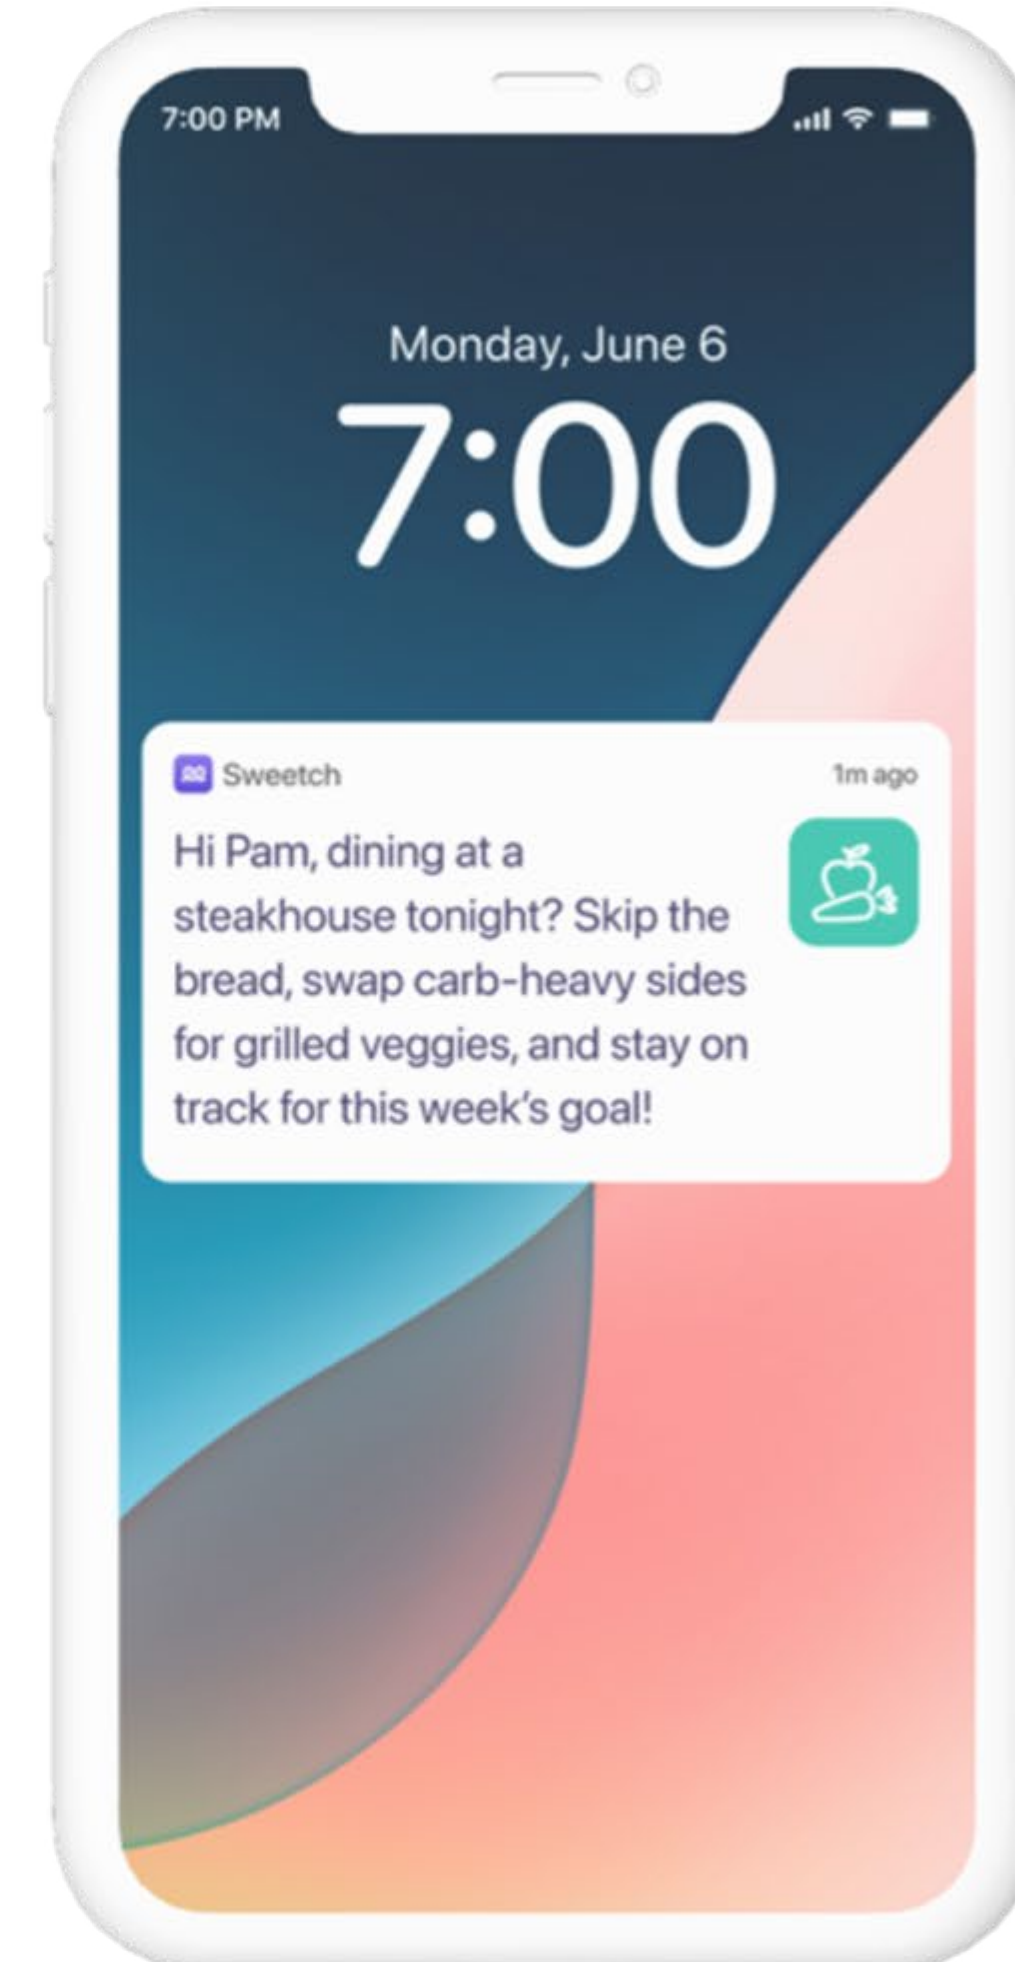 7:00 PM
Monday, June 6
7:00
Sweetch
1m ago
Hi Pam, dining at a
steakhouse tonight? Skip the
bread, swap carb-heavy sides
for grilled veggies, and stay on
track for this week's goal!